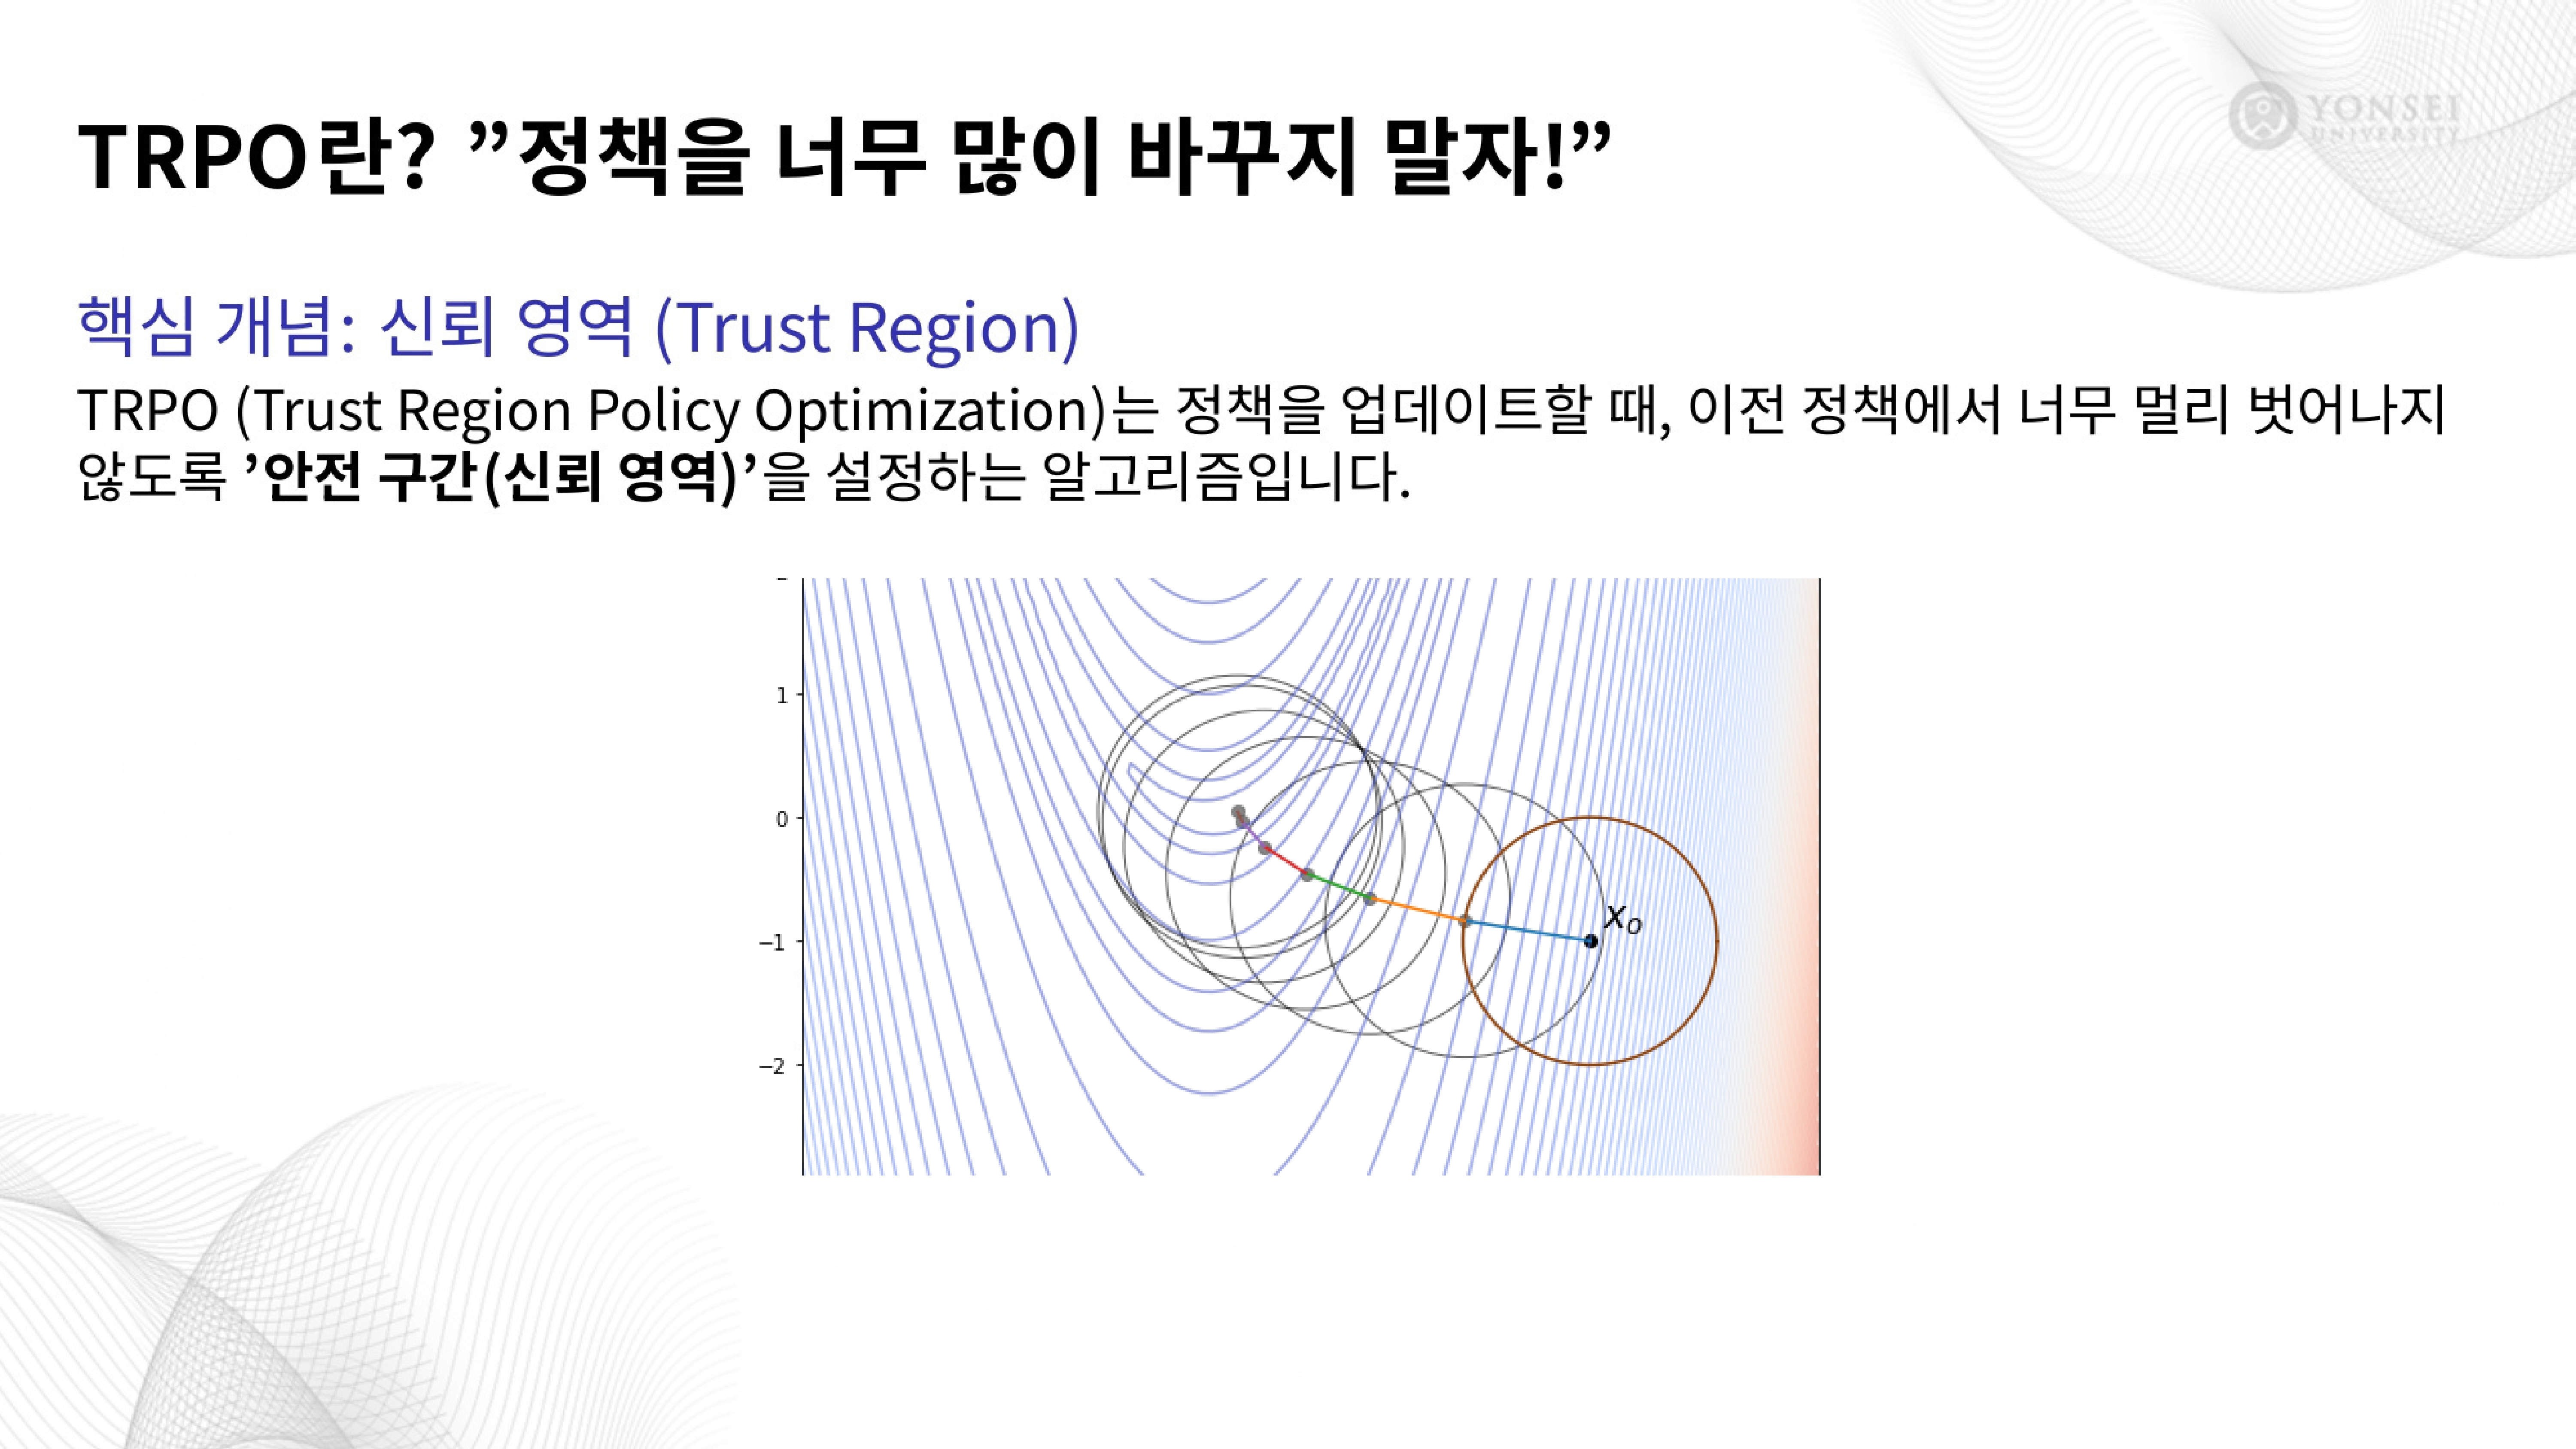 YONSEI
UNIVERSITY
TRPO란? ”정책을 너무 많이 바꾸지 말자!”
핵심 개념: 신뢰 영역 (Trust Region)
TRPO (Trust Region Policy Optimization)는 정책을 업데이트할 때, 이전 정책에서 너무 멀리 벗어나지
않도록 ’안전 구간(신뢰 영역)’을 설정하는 알고리즘입니다.
1
0
−1
−2
x₀